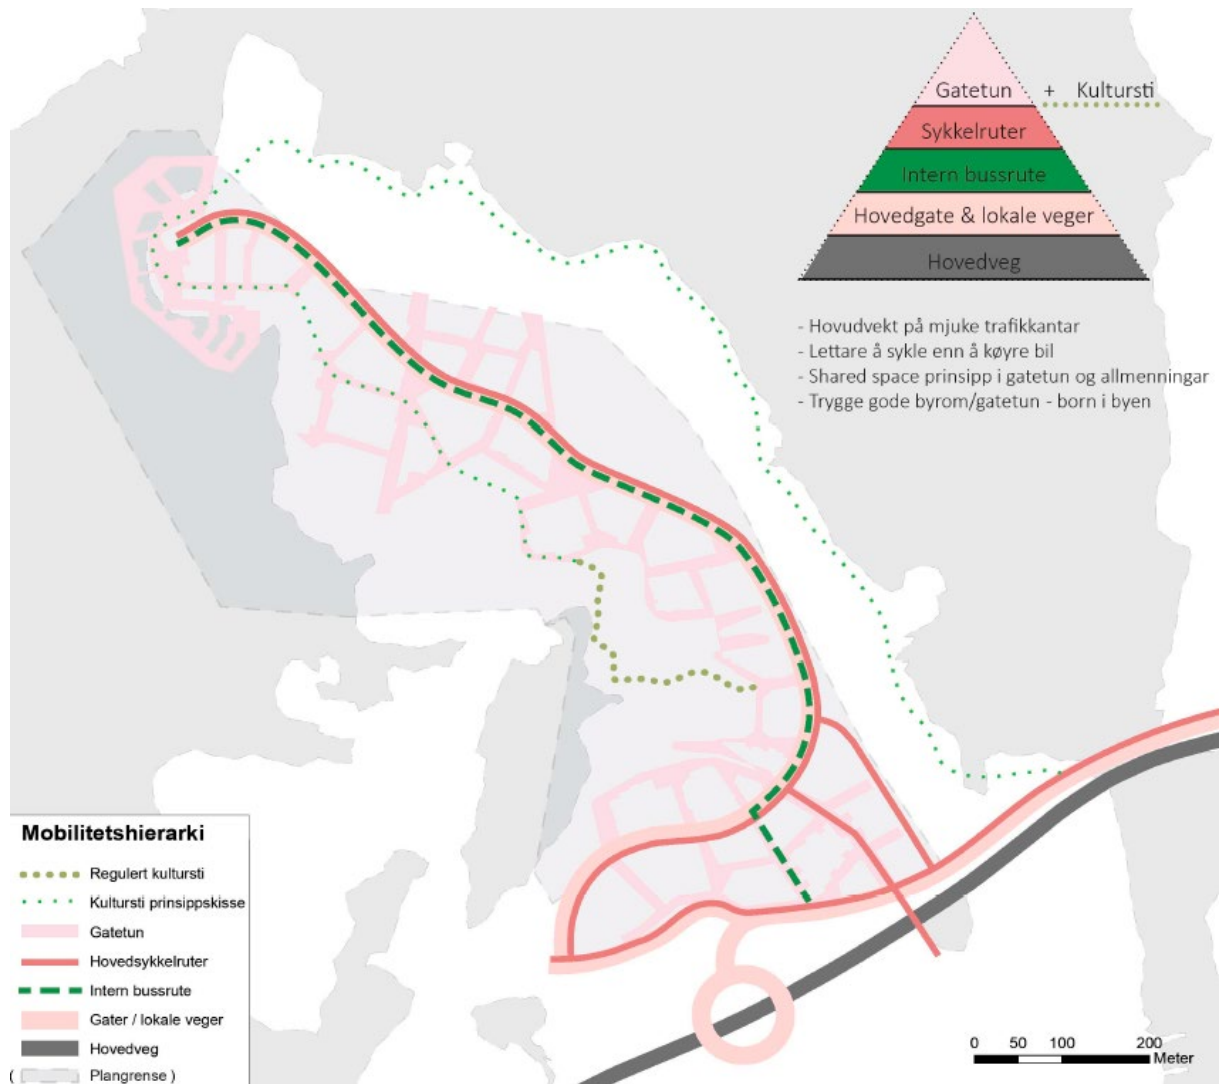 Gatetun + Kultursti
Sykkelruter
Intern bussrute
Hovedgate & lokale veger
Hovedveg
- Hovudvekt på mjuke trafikkantar
- Lettare å sykle enn å køyre bil
- Shared space prinsipp i gatetun og allmenningar
- Trygge gode byrom/gatetun - born i byen
Mobilitetshierarki
Regulert kultursti
Kultursti prinsippskisse
Gatetun
Hovedsykkelruter
Intern bussrute
Gater / lokale veger
Hovedveg
( Plangrense )
0 50 100 200
Meter